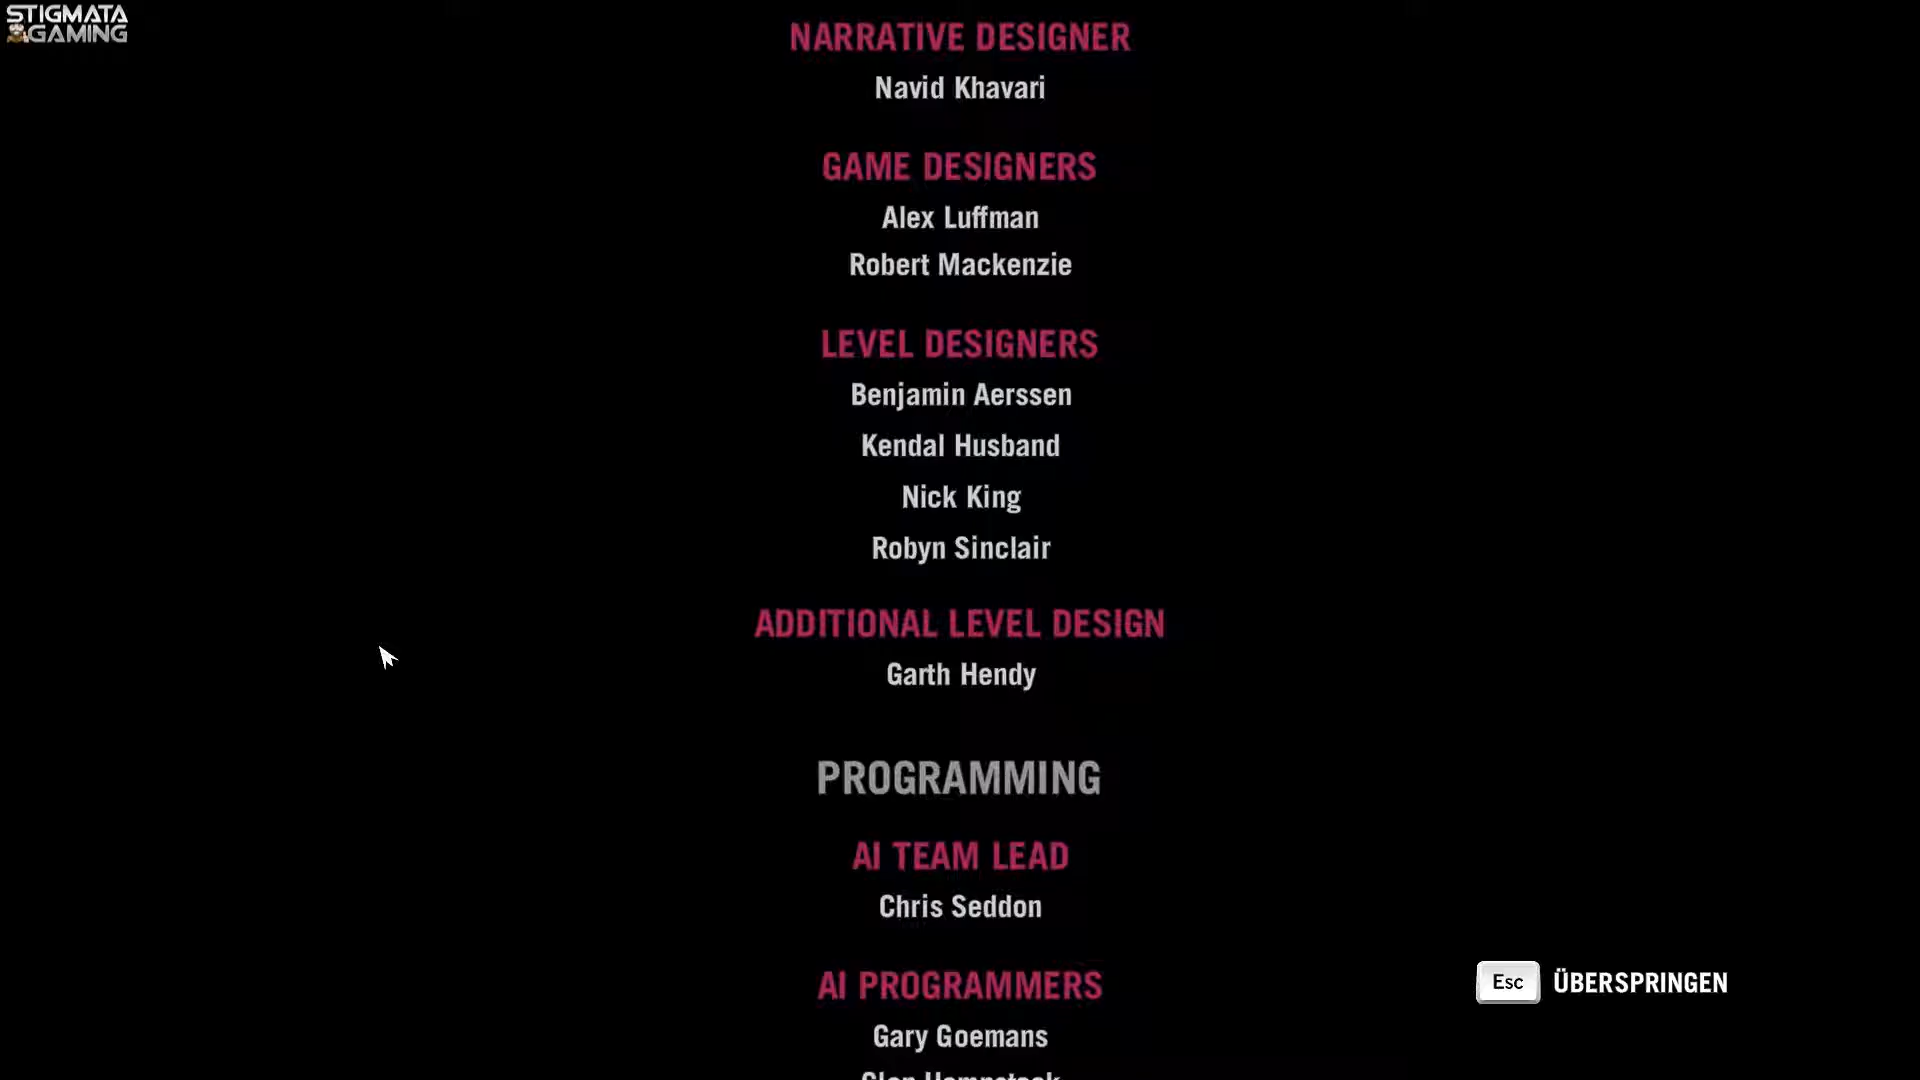 STIGMATA
GAMING
NARRATIVE DESIGNER
Navid Khavari
GAME DESIGNERS
Alex Luffman
Robert Mackenzie
LEVEL DESIGNERS
Benjamin Aerssen
Kendal Husband
Nick King
Robyn Sinclair
ADDITIONAL LEVEL DESIGN
Garth Hendy
PROGRAMMING
AI TEAM LEAD
Chris Seddon
AI PROGRAMMERS
Esc ÜBERSPRINGEN
Gary Goemans